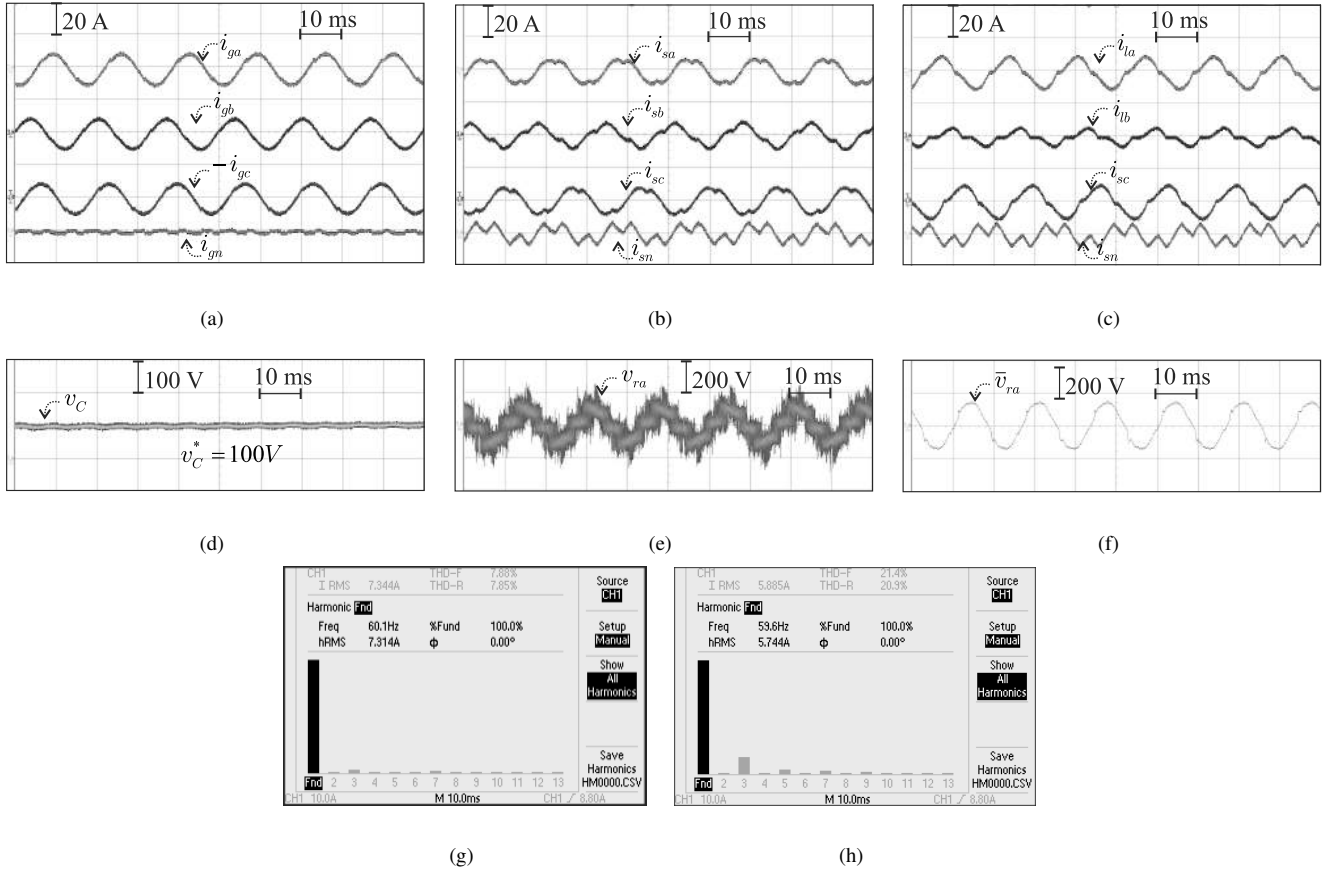 20 A
10 ms
i_ga
i_gb
−i_gc
i_gn
(a)
20 A
10 ms
i_sa
i_sb
i_sc
i_sn
(b)
20 A
10 ms
i_la
i_lb
i_sc
i_sn
(c)
100 V
10 ms
v_C
v_C^* = 100V
(d)
v_ra
200 V
10 ms
(e)
v̅_ra
200 V
10 ms
(f)
CH1 THD-F 7.88%
I RMS 7.344A THD-R 7.85%
Harmonic Fnd
Freq 60.1Hz %Fund 100.0%
hRMS 7.314A ϕ 0.00°
Source
CH1
Setup
Manual
Show
All
Harmonics
Save
Harmonics
HM0000.CSV
Fnd 2 3 4 5 6 7 8 9 10 11 12 13
CH1 10.0A M 10.0ms CH1 ∕ 8.80A
(g)
CH1 THD-F 21.4%
I RMS 5.885A THD-R 20.9%
Harmonic Fnd
Freq 59.6Hz %Fund 100.0%
hRMS 5.744A ϕ 0.00°
Source
CH1
Setup
Manual
Show
All
Harmonics
Save
Harmonics
HM0000.CSV
Fnd 2 3 4 5 6 7 8 9 10 11 12 13
CH1 10.0A M 10.0ms CH1 ∕ 8.80A
(h)